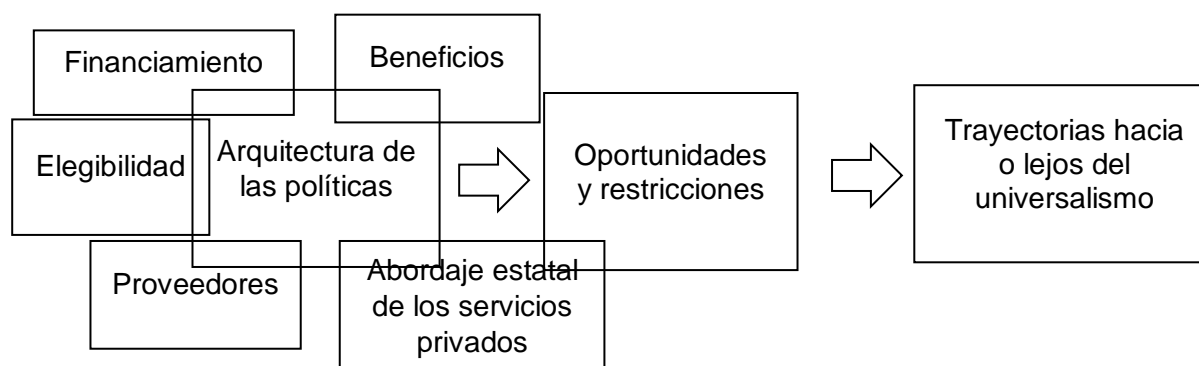 Financiamiento
Beneficios
Elegibilidad
Arquitectura de
las políticas
Proveedores
Abordaje estatal
de los servicios
privados
Oportunidades
y restricciones
Trayectorias hacia
o lejos del
universalismo